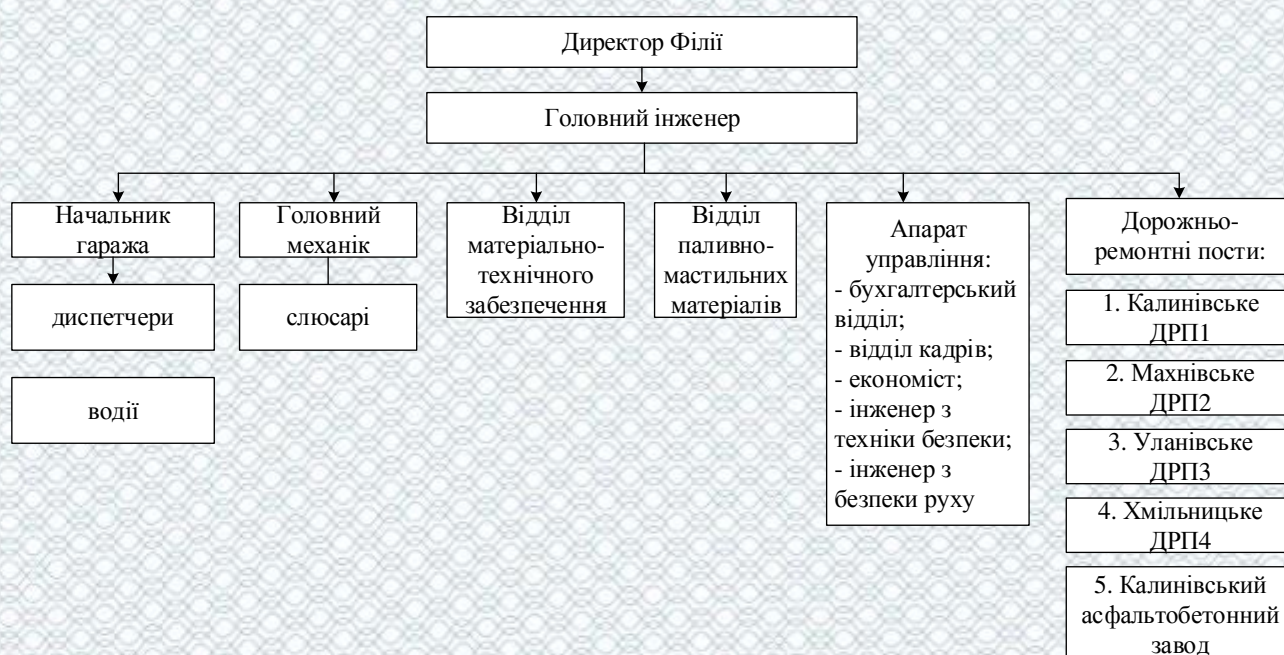 Директор Філії
Головний інженер
Начальник
гаража
диспетчери
водії
Головний
механік
слюсарі
Відділ
матеріально-
технічного
забезпечення
Відділ
паливно-
мастильних
матеріалів
Апарат
управління:
- бухгалтерський
відділ;
- відділ кадрів;
- економіст;
- інженер з
техніки безпеки;
- інженер з
безпеки руху
Дорожньо-
ремонтні пости:
1. Калинівське
ДРП1
2. Махнівське
ДРП2
3. Уланівське
ДРП3
4. Хмільницьке
ДРП4
5. Калинівський
асфальтобетонний
завод